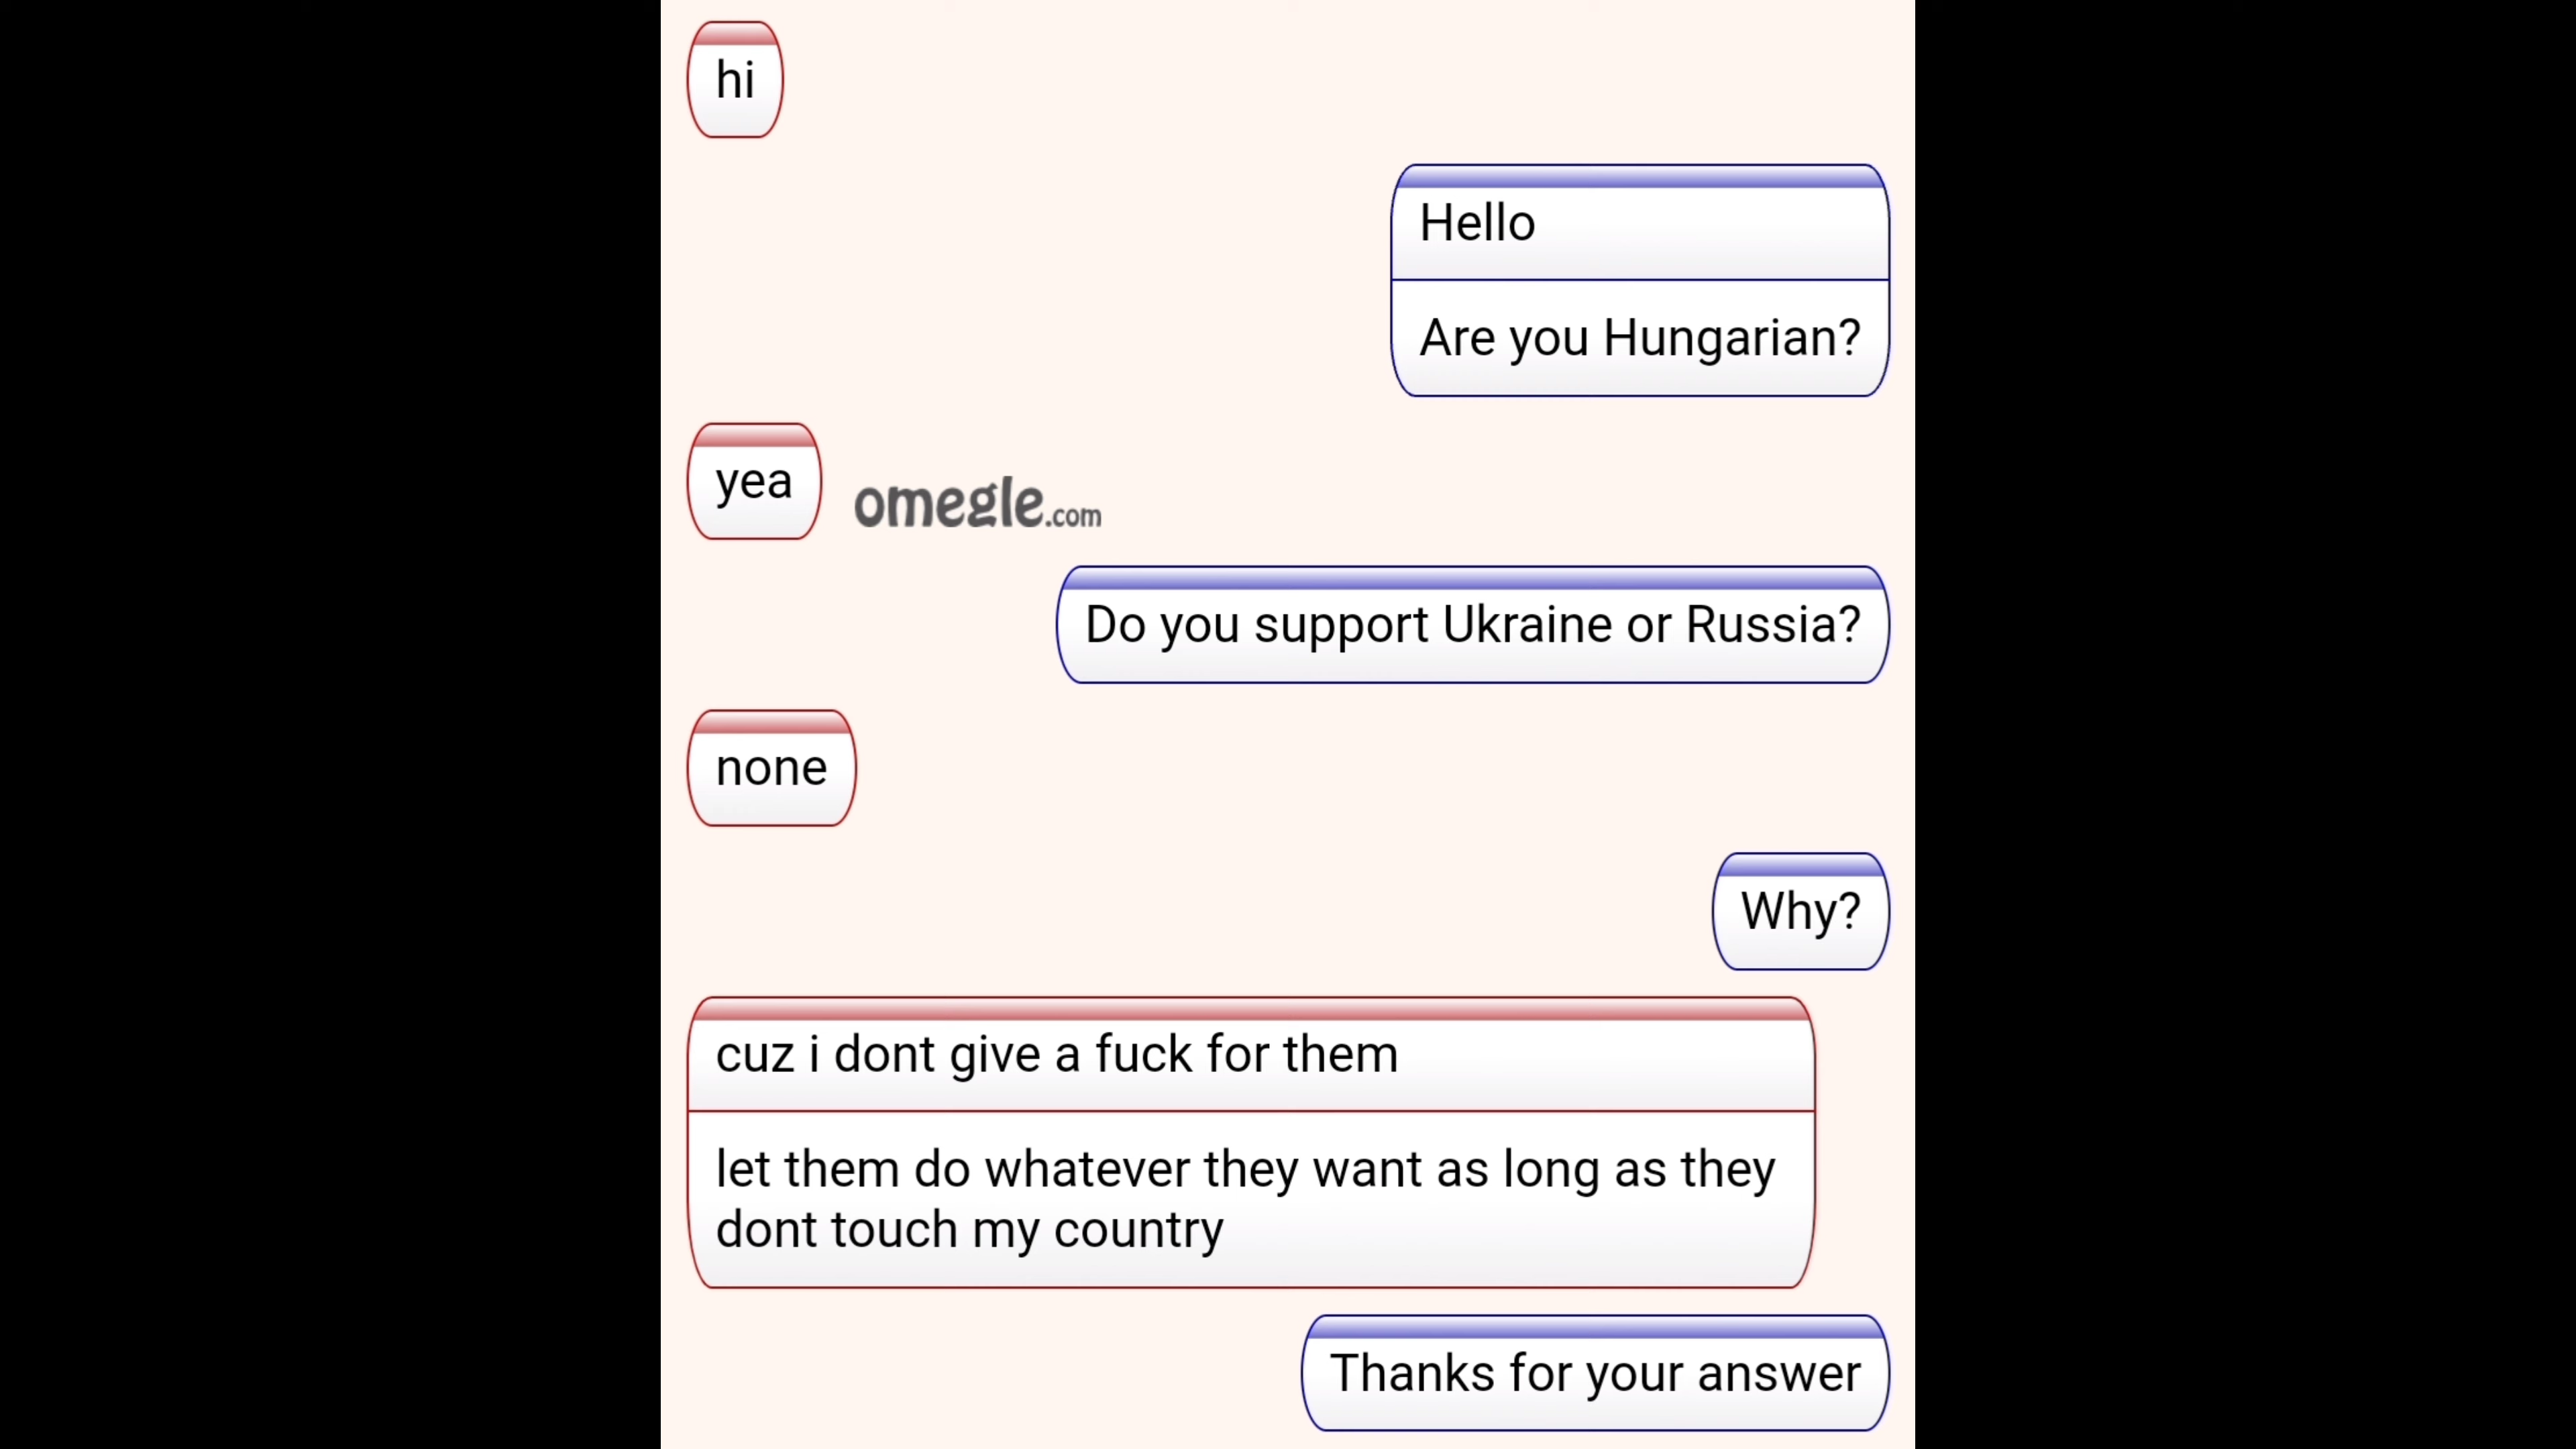 hi
Hello
Are you Hungarian?
yea
omegle.com
Do you support Ukraine or Russia?
none
Why?
cuz i dont give a fuck for them
let them do whatever they want as long as they
dont touch my country
Thanks for your answer